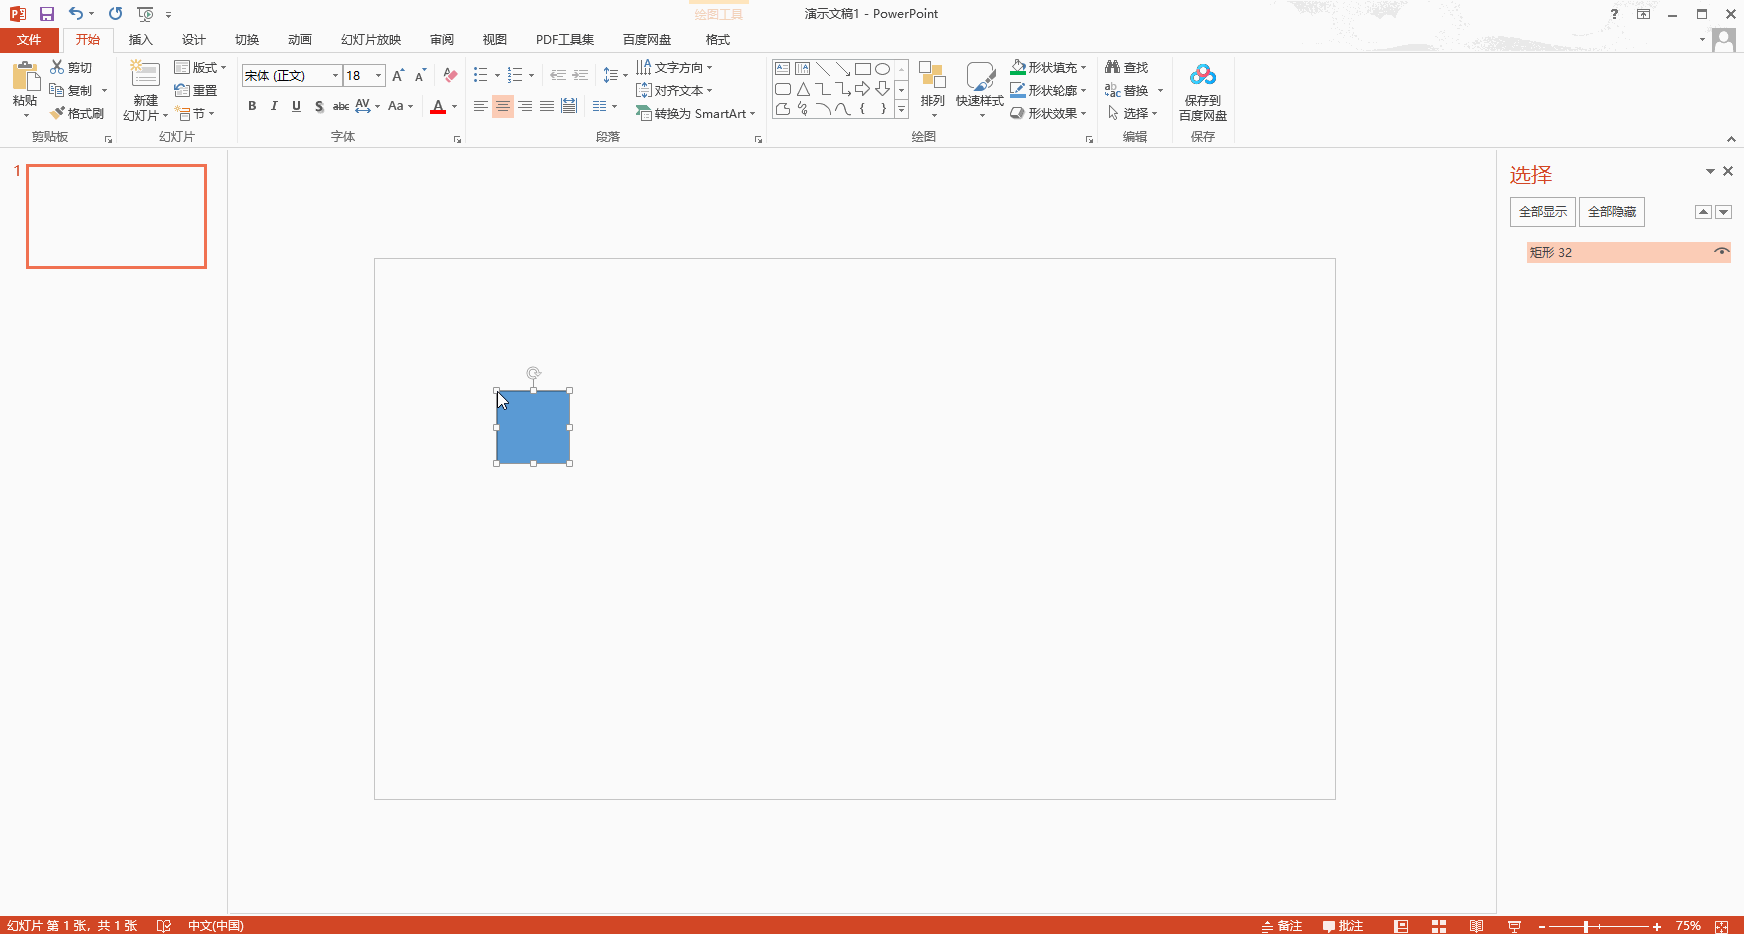 绘图工具
演示文稿1 - PowerPoint
文件 开始 插入 设计 切换 动画 幻灯片放映 审阅 视图 PDF工具集 百度网盘 格式
粘贴
剪切
复制
格式刷
剪贴板
新建
幻灯片
版式
重置
节
幻灯片
宋体 (正文) 18
B I U S abc AV Aa A
字体
文字方向
对齐文本
转换为 SmartArt
段落
排列
快速样式
形状填充
形状轮廓
形状效果
绘图
查找
替换
选择
编辑
保存到
百度网盘
保存
1
选择
全部显示 全部隐藏
矩形 32
幻灯片 第 1 张，共 1 张 中文(中国) 备注 批注 75%